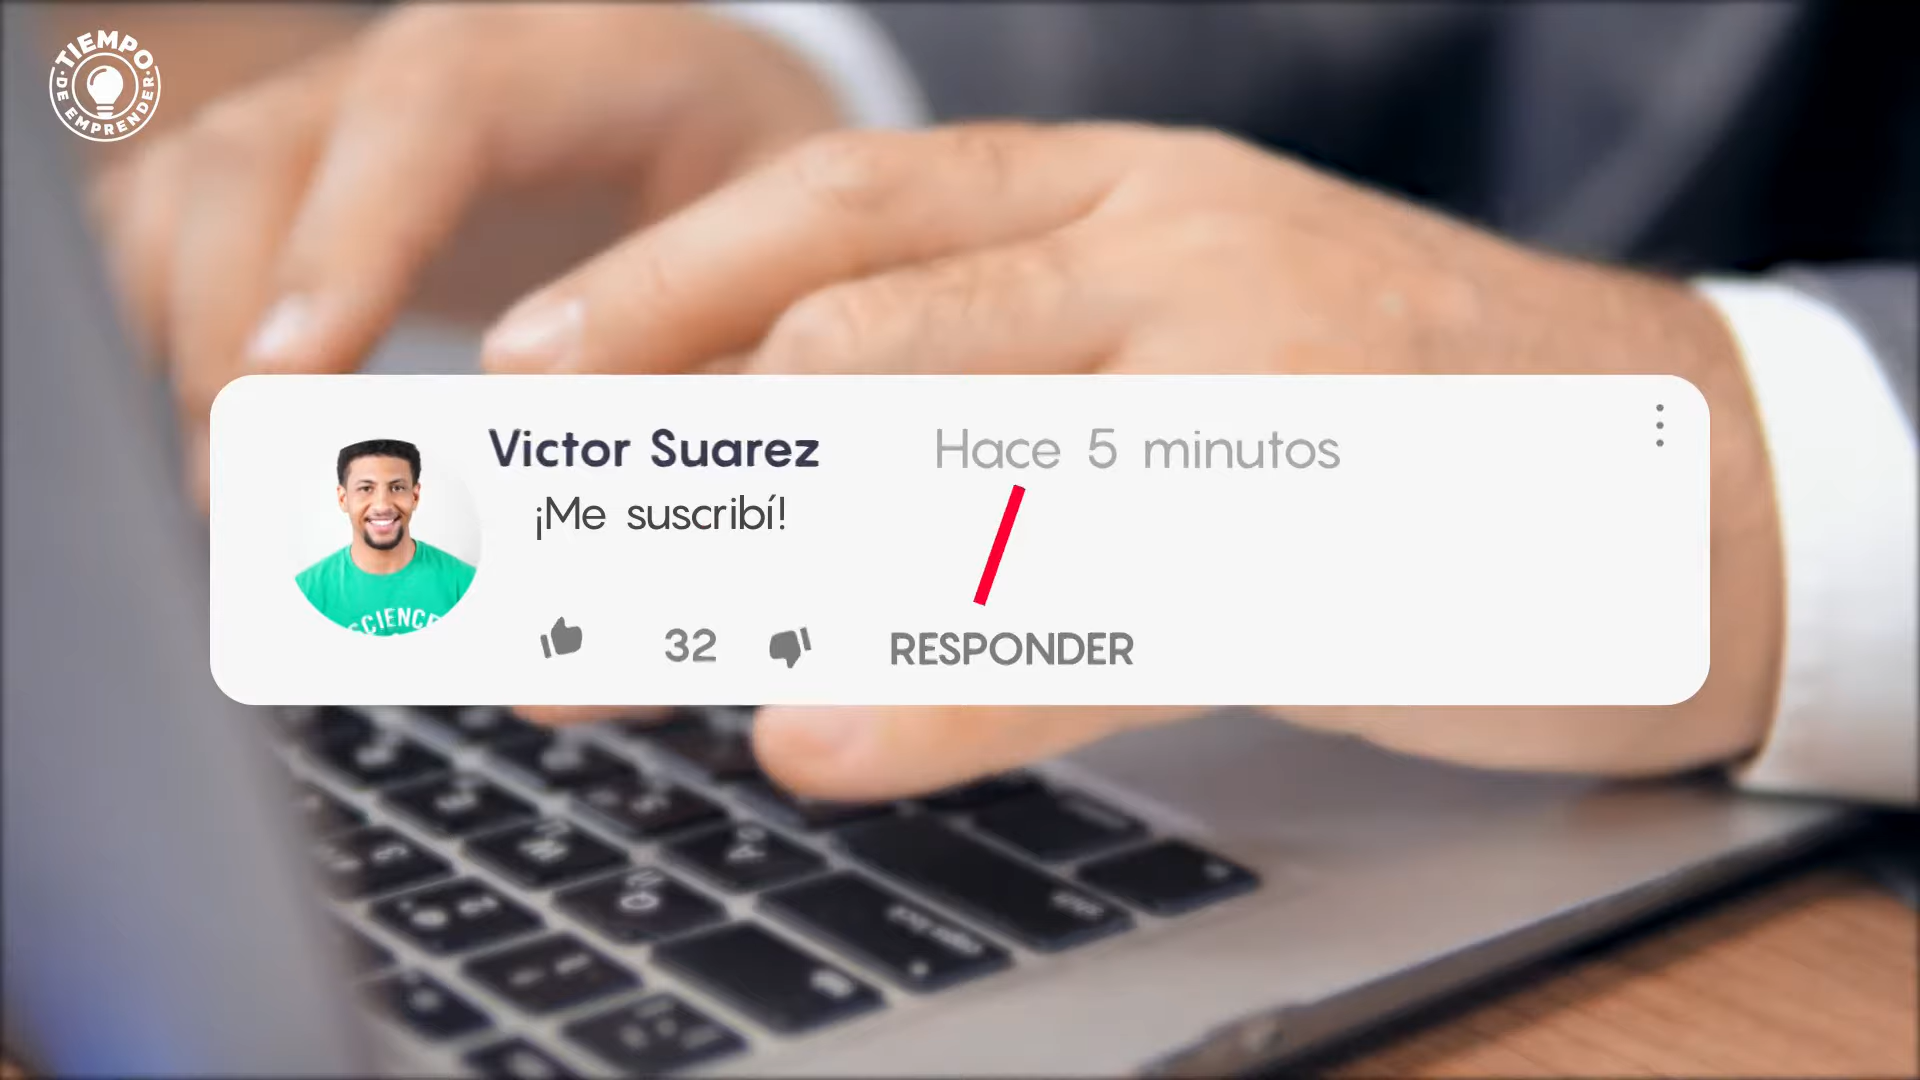 TIEMPO
DE EMPRENDER
Victor Suarez
Hace 5 minutos
¡Me suscribí!
32
RESPONDER